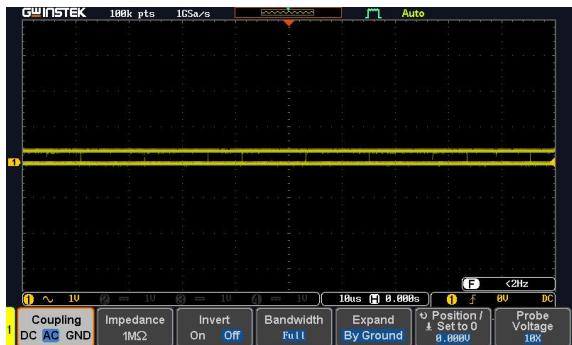 GWINSTEK 100k pts 1GSa/s Auto
1
F <2Hz
1 1V 2 1V 3 1V 4 1V 10us H 0.000s 1 0V DC
1
Coupling Impedance Invert Bandwidth Expand Position / Probe
DC AC GND 1MΩ On Off Full By Ground Set to 0 Voltage
0.000V 10X